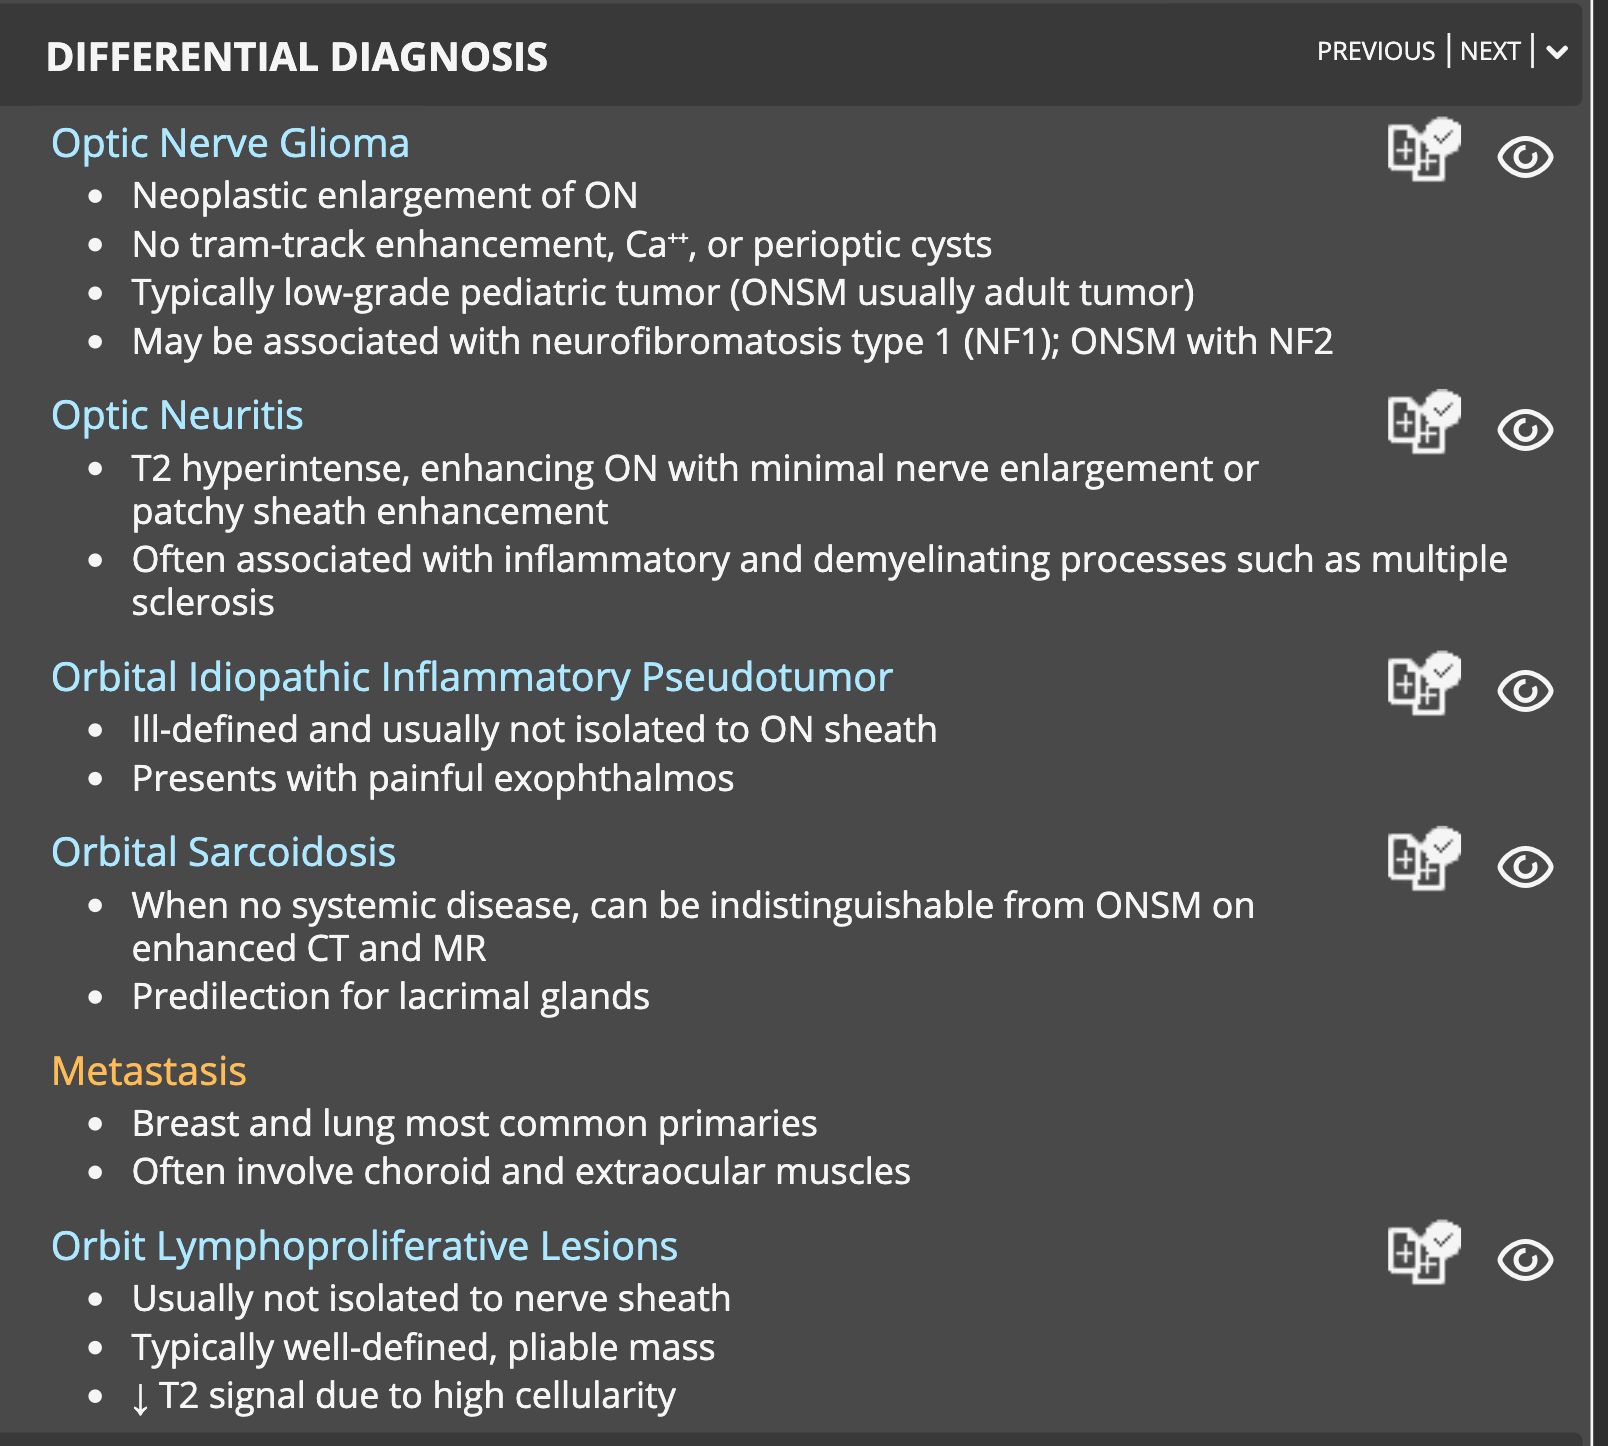 DIFFERENTIAL DIAGNOSIS
PREVIOUS | NEXT |
Optic Nerve Glioma
• Neoplastic enlargement of ON
• No tram-track enhancement, Ca⁺⁺, or perioptic cysts
• Typically low-grade pediatric tumor (ONSM usually adult tumor)
• May be associated with neurofibromatosis type 1 (NF1); ONSM with NF2
Optic Neuritis
• T2 hyperintense, enhancing ON with minimal nerve enlargement or
patchy sheath enhancement
• Often associated with inflammatory and demyelinating processes such as multiple
sclerosis
Orbital Idiopathic Inflammatory Pseudotumor
• Ill-defined and usually not isolated to ON sheath
• Presents with painful exophthalmos
Orbital Sarcoidosis
• When no systemic disease, can be indistinguishable from ONSM on
enhanced CT and MR
• Predilection for lacrimal glands
Metastasis
• Breast and lung most common primaries
• Often involve choroid and extraocular muscles
Orbit Lymphoproliferative Lesions
• Usually not isolated to nerve sheath
• Typically well-defined, pliable mass
• ↓ T2 signal due to high cellularity